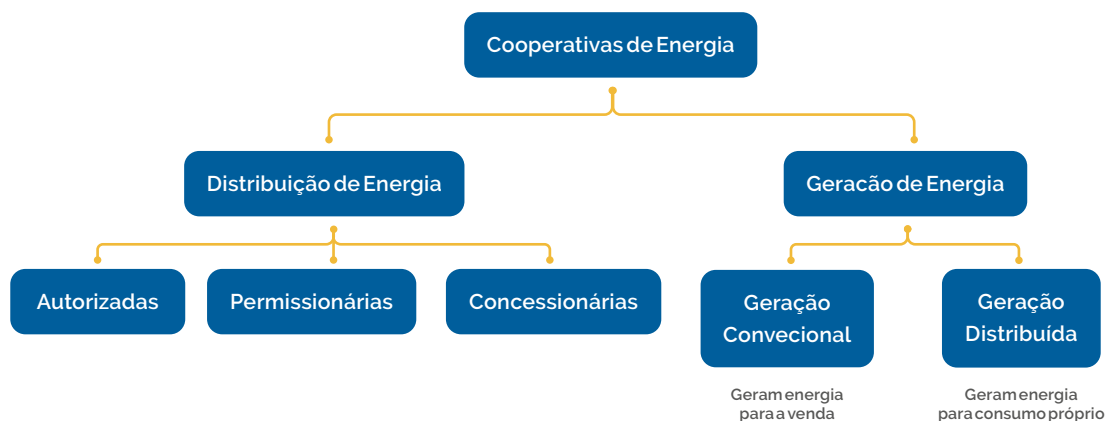 Cooperativas de Energia
Distribuição de Energia
Geracão de Energia
Autorizadas
Permissionárias
Concessionárias
Geração
Convecional
Geração
Distribuída
Geram energia
para a venda
Geram energia
para consumo próprio